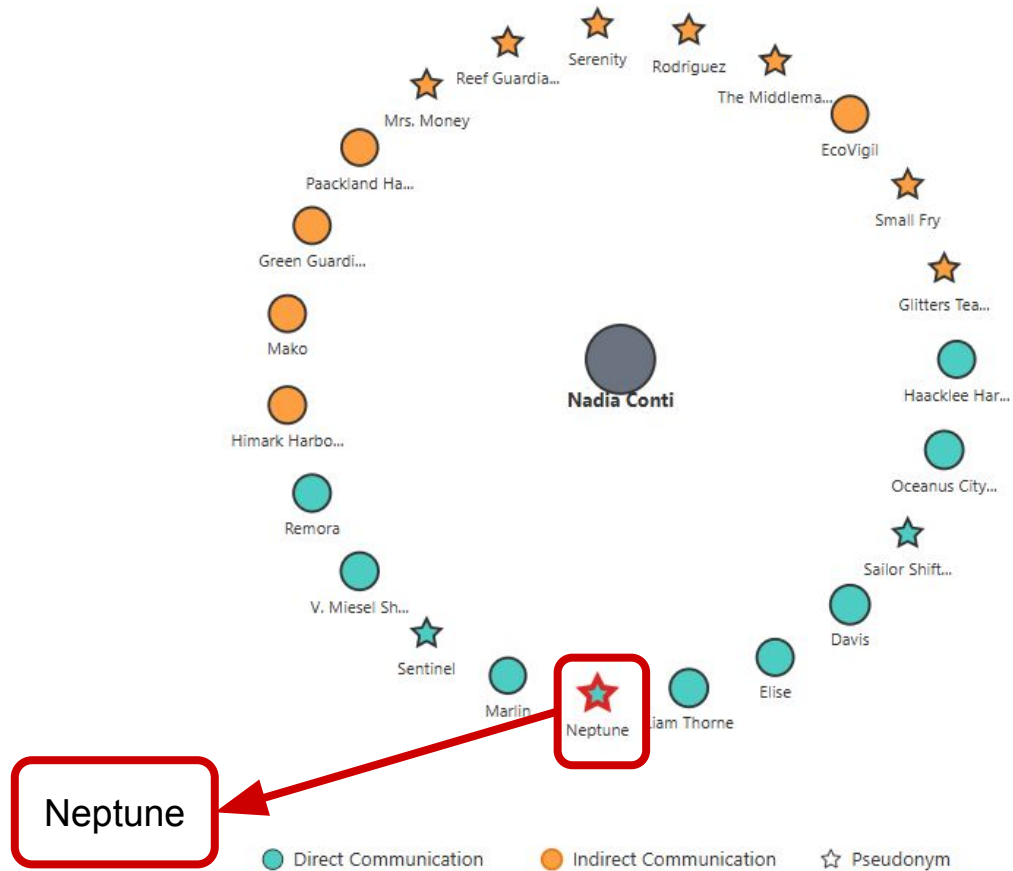 Serenity
Rodriguez
Reef Guardia...
The Middlema...
Mrs. Money
EcoVigil
Paackland Ha...
Small Fry
Green Guardi...
Glitters Tea...
Mako
Haacklee Har...
Nadia Conti
Himark Harbo...
Oceanus City...
Remora
Sailor Shift...
V. Miesel Sh...
Davis
Sentinel
Elise
Marlin
Neptune
Liam Thorne
Neptune
Direct Communication
Indirect Communication
Pseudonym